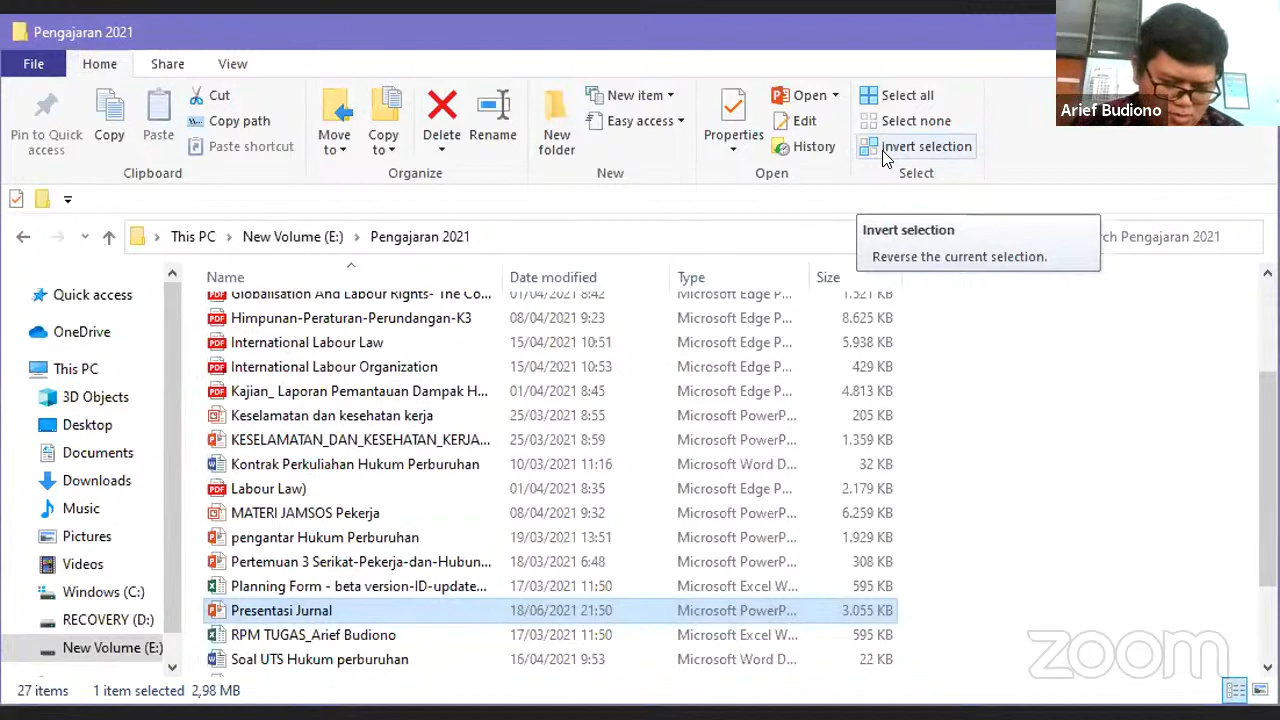 Pengajaran 2021
File Home Share View
Pin to Quick access
Copy
Paste
Cut
Copy path
Paste shortcut
Clipboard
Move to
Copy to
Delete
Rename
Organize
New folder
New item
Easy access
New
Properties
Open
Edit
History
Open
Select all
Select none
Invert selection
Select
Arief Budiono
This PC New Volume (E:) Pengajaran 2021
Pengajaran 2021
Invert selection
Reverse the current selection.
Quick access
OneDrive
This PC
3D Objects
Desktop
Documents
Downloads
Music
Pictures
Videos
Windows (C:)
RECOVERY (D:)
New Volume (E:)
Name Date modified Type Size
Globalisation And Labour Rights- The Co... 01/04/2021 8:42 Microsoft Edge P... 1.521 KB
Himpunan-Peraturan-Perundangan-K3 08/04/2021 9:23 Microsoft Edge P... 8.625 KB
International Labour Law 15/04/2021 10:51 Microsoft Edge P... 5.938 KB
International Labour Organization 15/04/2021 10:53 Microsoft Edge P... 429 KB
Kajian_ Laporan Pemantauan Dampak H... 01/04/2021 8:45 Microsoft Edge P... 4.813 KB
Keselamatan dan kesehatan kerja 25/03/2021 8:55 Microsoft PowerP... 205 KB
KESELAMATAN_DAN_KESEHATAN_KERJA... 25/03/2021 8:59 Microsoft PowerP... 1.359 KB
Kontrak Perkuliahan Hukum Perburuhan 10/03/2021 11:16 Microsoft Word D... 32 KB
Labour Law) 01/04/2021 8:35 Microsoft Edge P... 2.179 KB
MATERI JAMSOS Pekerja 08/04/2021 9:32 Microsoft PowerP... 6.259 KB
pengantar Hukum Perburuhan 19/03/2021 13:51 Microsoft PowerP... 1.929 KB
Pertemuan 3 Serikat-Pekerja-dan-Hubun... 18/03/2021 6:48 Microsoft PowerP... 308 KB
Planning Form - beta version-ID-update... 17/03/2021 11:50 Microsoft Excel W... 595 KB
Presentasi Jurnal 18/06/2021 21:50 Microsoft PowerP... 3.055 KB
RPM TUGAS_Arief Budiono 17/03/2021 11:50 Microsoft Excel W... 595 KB
Soal UTS Hukum perburuhan 16/04/2021 9:53 Microsoft Word D... 22 KB
zoom
27 items 1 item selected 2,98 MB